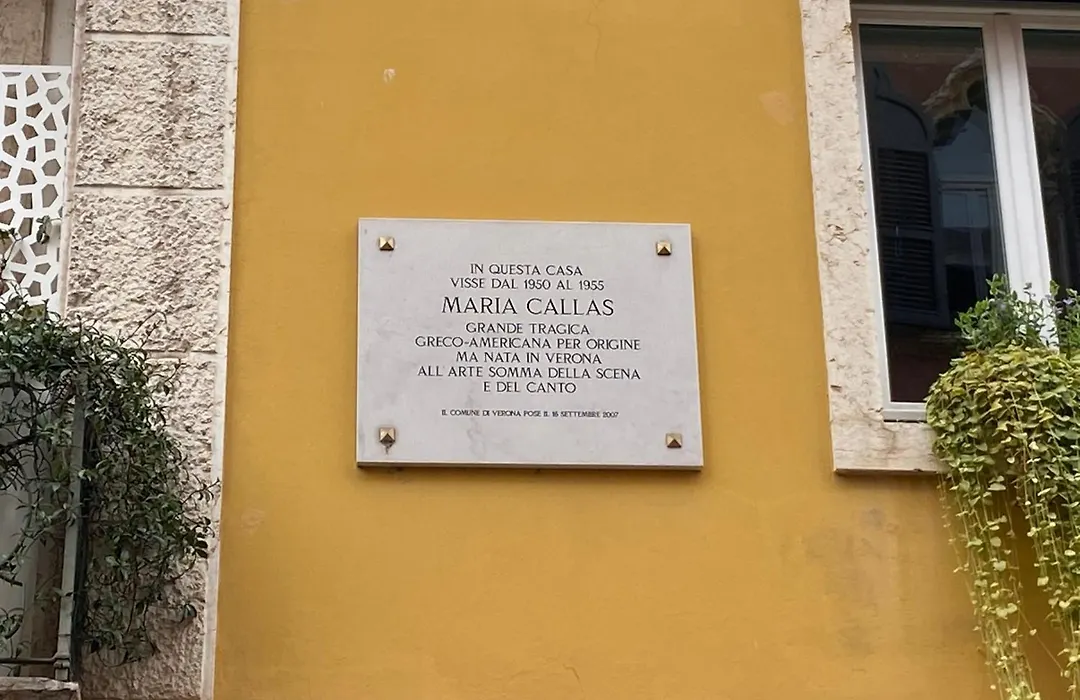 IN QUESTA CASA
VISSE DAL 1950 AL 1955
MARIA CALLAS
GRANDE TRAGICA
GRECO-AMERICANA PER ORIGINE
MA NATA IN VERONA
ALL ARTE SOMMA DELLA SCENA
E DEL CANTO
IL COMUNE DI VERONA POSE IL 16 SETTEMBRE 2007